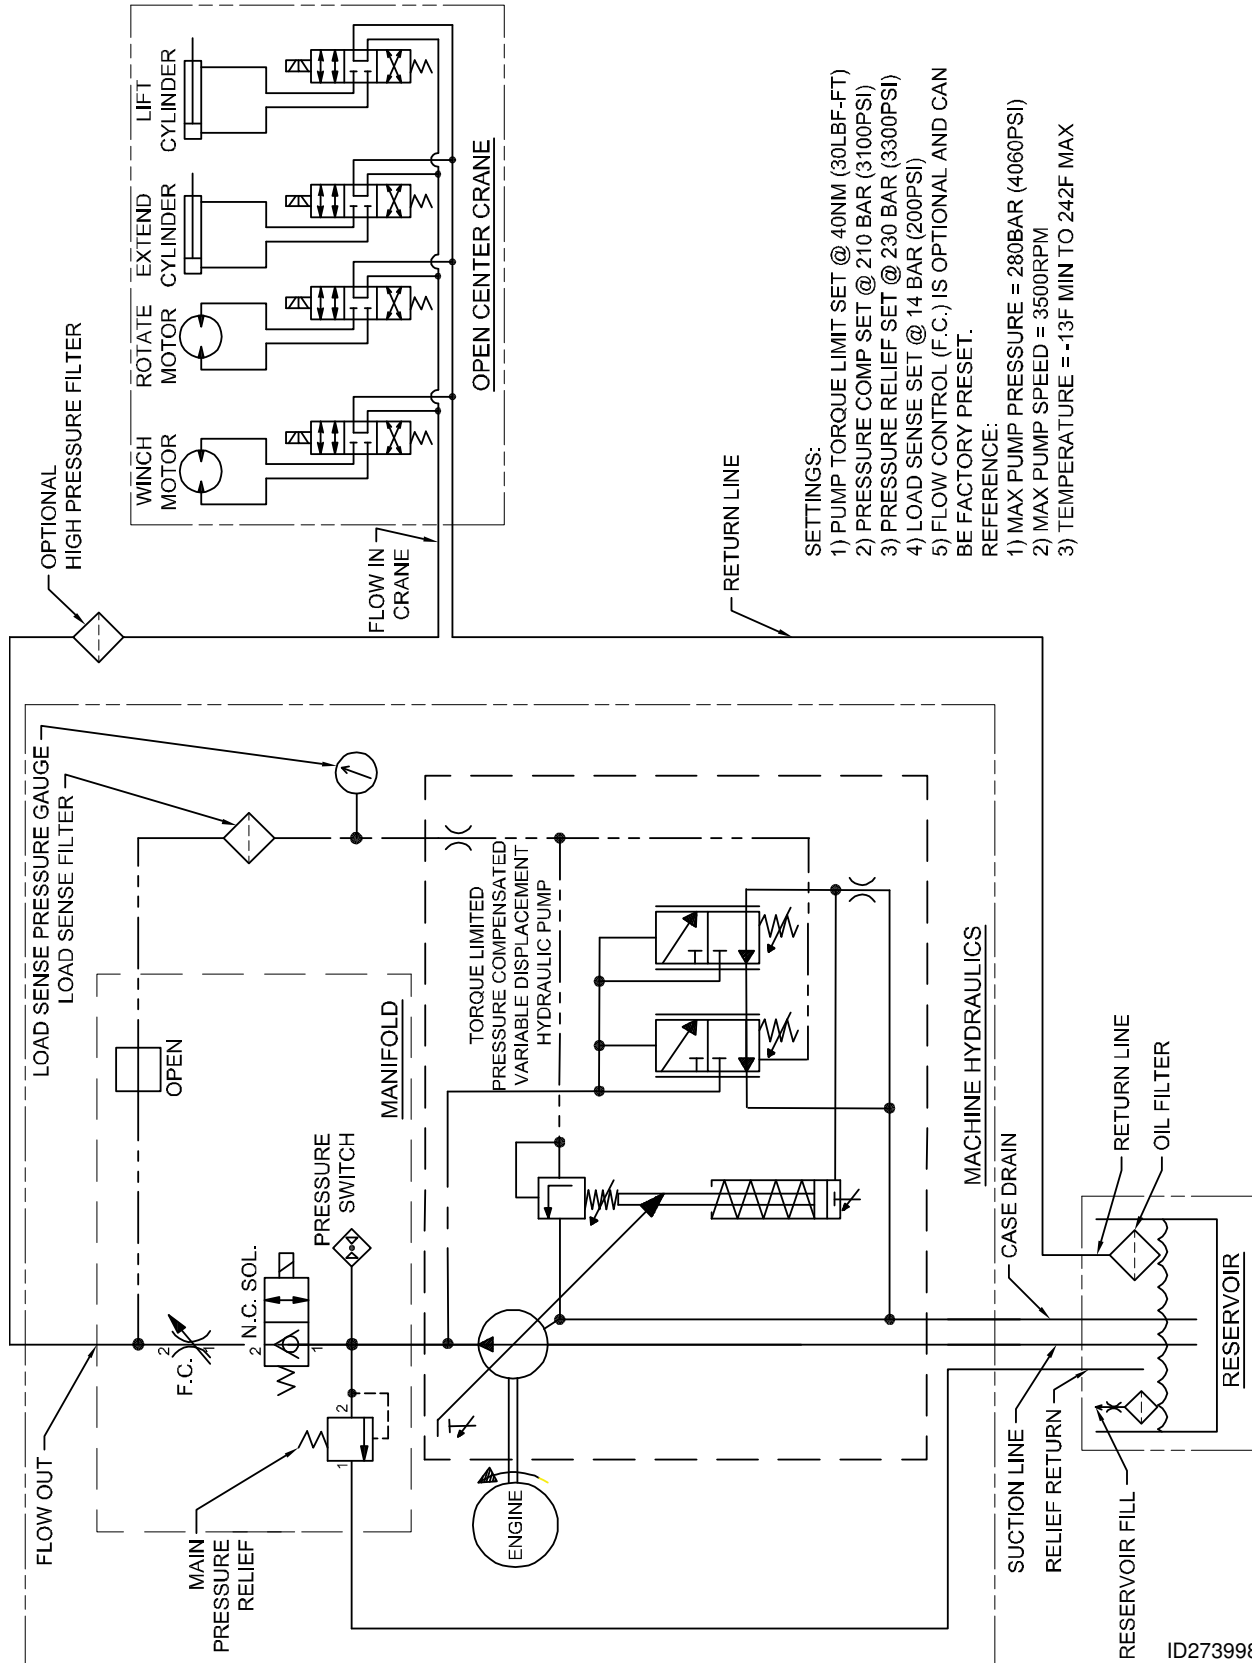 FLOW OUT
LOAD SENSE PRESSURE GAUGE
LOAD SENSE FILTER
OPTIONAL
HIGH PRESSURE FILTER
WINCH
MOTOR
ROTATE
MOTOR
EXTEND
CYLINDER
LIFT
CYLINDER
OPEN CENTER CRANE
FLOW IN
CRANE
MAIN
PRESSURE
RELIEF
F.C.
1
2
N.C. SOL.
1
2
1
2
OPEN
PRESSURE
SWITCH
MANIFOLD
TORQUE LIMITED
PRESSURE COMPENSATED
VARIABLE DISPLACEMENT
HYDRAULIC PUMP
ENGINE
MACHINE HYDRAULICS
RETURN LINE
SETTINGS:
1) PUMP TORQUE LIMIT SET @ 40NM (30LBF-FT)
2) PRESSURE COMP SET @ 210 BAR (3100PSI)
3) PRESSURE RELIEF SET @ 230 BAR (3300PSI)
4) LOAD SENSE SET @ 14 BAR (200PSI)
5) FLOW CONTROL (F.C.) IS OPTIONAL AND CAN
BE FACTORY PRESET.
REFERENCE:
1) MAX PUMP PRESSURE = 280BAR (4060PSI)
2) MAX PUMP SPEED = 3500RPM
3) TEMPERATURE = -13F MIN TO 242F MAX
SUCTION LINE
RELIEF RETURN
CASE DRAIN
RESERVOIR FILL
RETURN LINE
OIL FILTER
RESERVOIR
ID273998